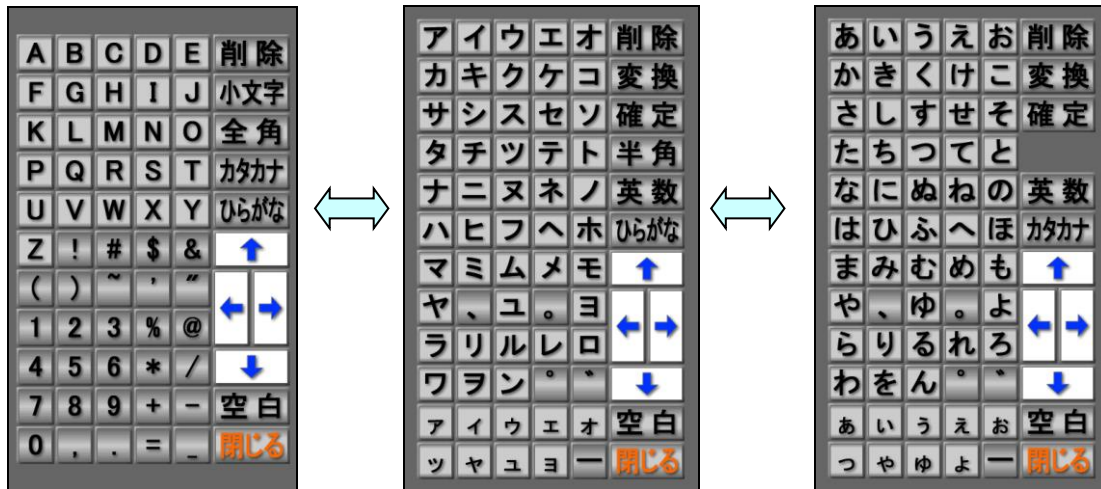 A B C D E 削除
F G H I J 小文字
K L M N O 全角
P Q R S T カタカナ
U V W X Y ひらがな
Z ! # $ &
( ) ~ ' "
1 2 3 % @
4 5 6 * /
7 8 9 + - 空白
0 , . = _ 閉じる
ア イ ウ エ オ 削除
カ キ ク ケ コ 変換
サ シ ス セ ソ 確定
タ チ ツ テ ト 半角
ナ ニ ヌ ネ ノ 英数
ハ ヒ フ ヘ ホ ひらがな
マ ミ ム メ モ
ヤ 、 ユ 。 ヨ
ラ リ ル レ ロ
ワ ヲ ン ゜ ゛
ァ ィ ゥ ェ ォ 空白
ッ ャ ュ ョ ー 閉じる
あ い う え お 削除
か き く け こ 変換
さ し す せ そ 確定
た ち つ て と
な に ぬ ね の 英数
は ひ ふ へ ほ カタカナ
ま み む め も
や 、 ゆ 。 よ
ら り る れ ろ
わ を ん ゜ ゛
ぁ ぃ ぅ ぇ ぉ 空白
っ ゃ ゅ ょ ー 閉じる